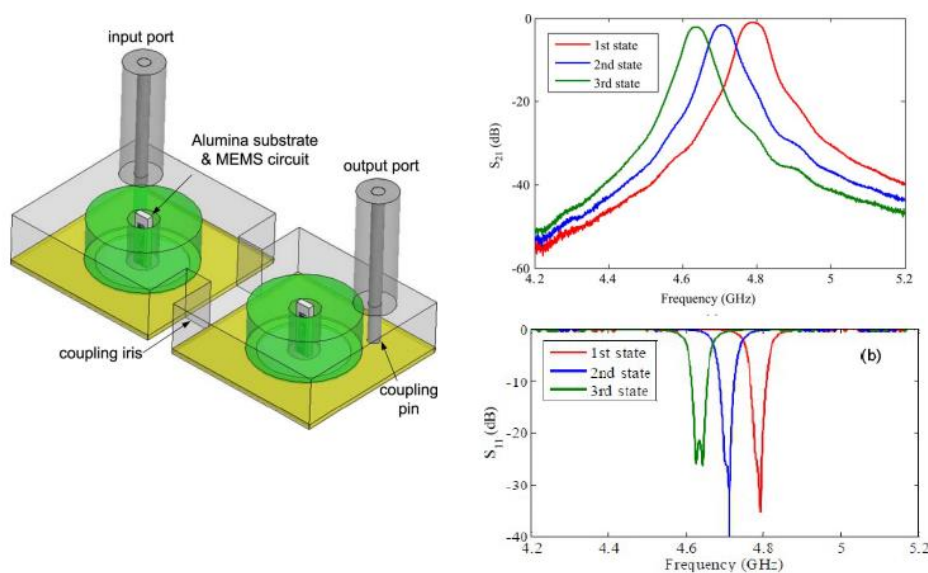 input port
Alumina substrate
& MEMS circuit
output port
coupling iris
coupling
pin
0
-20
-40
-60
S21 (dB)
1st state
2nd state
3rd state
4.2
4.4
4.6
4.8
5
5.2
Frequency (GHz)
0
-10
-20
-30
-40
S11 (dB)
1st state
2nd state
3rd state
(b)
4.2
4.4
4.6
4.8
5.0
5.2
Frequency (GHz)